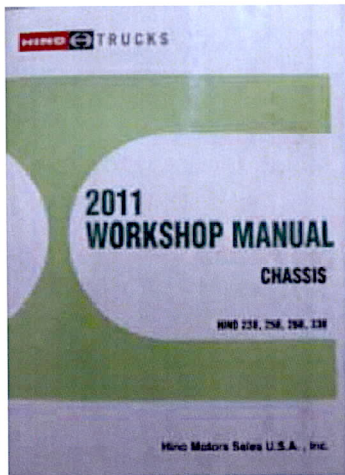 HINO TRUCKS
2011
WORKSHOP MANUAL
CHASSIS
HINO 238, 258, 268, 338
Hino Motors Sales U.S.A., Inc.